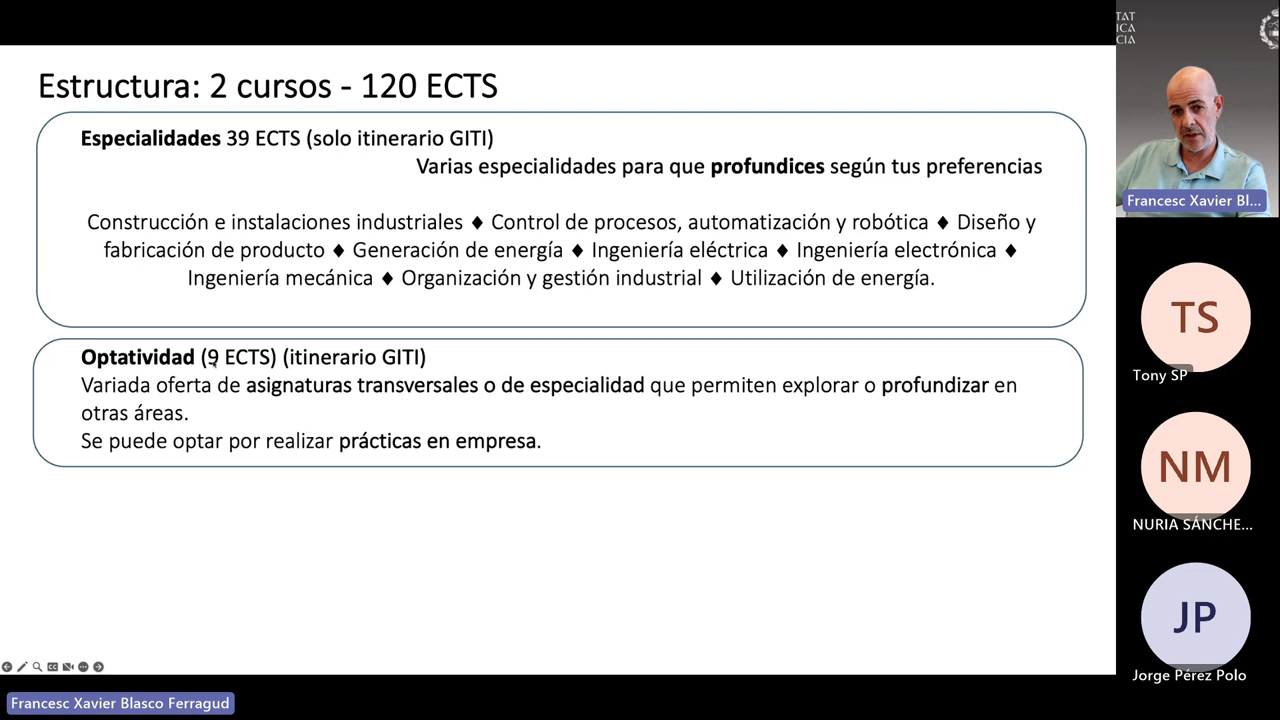 Estructura: 2 cursos - 120 ECTS
Especialidades 39 ECTS (solo itinerario GITI)
Varias especialidades para que profundices según tus preferencias
Construcción e instalaciones industriales ♦ Control de procesos, automatización y robótica ♦ Diseño y
fabricación de producto ♦ Generación de energía ♦ Ingeniería eléctrica ♦ Ingeniería electrónica ♦
Ingeniería mecánica ♦ Organización y gestión industrial ♦ Utilización de energía.
Optatividad (9 ECTS) (itinerario GITI)
Variada oferta de asignaturas transversales o de especialidad que permiten explorar o profundizar en
otras áreas.
Se puede optar por realizar prácticas en empresa.
Francesc Xavier Blasco Ferragud
TAT
ICA
CIA
Francesc Xavier Bl...
TS
Tony SP
NM
NURIA SÁNCHE...
JP
Jorge Pérez Polo